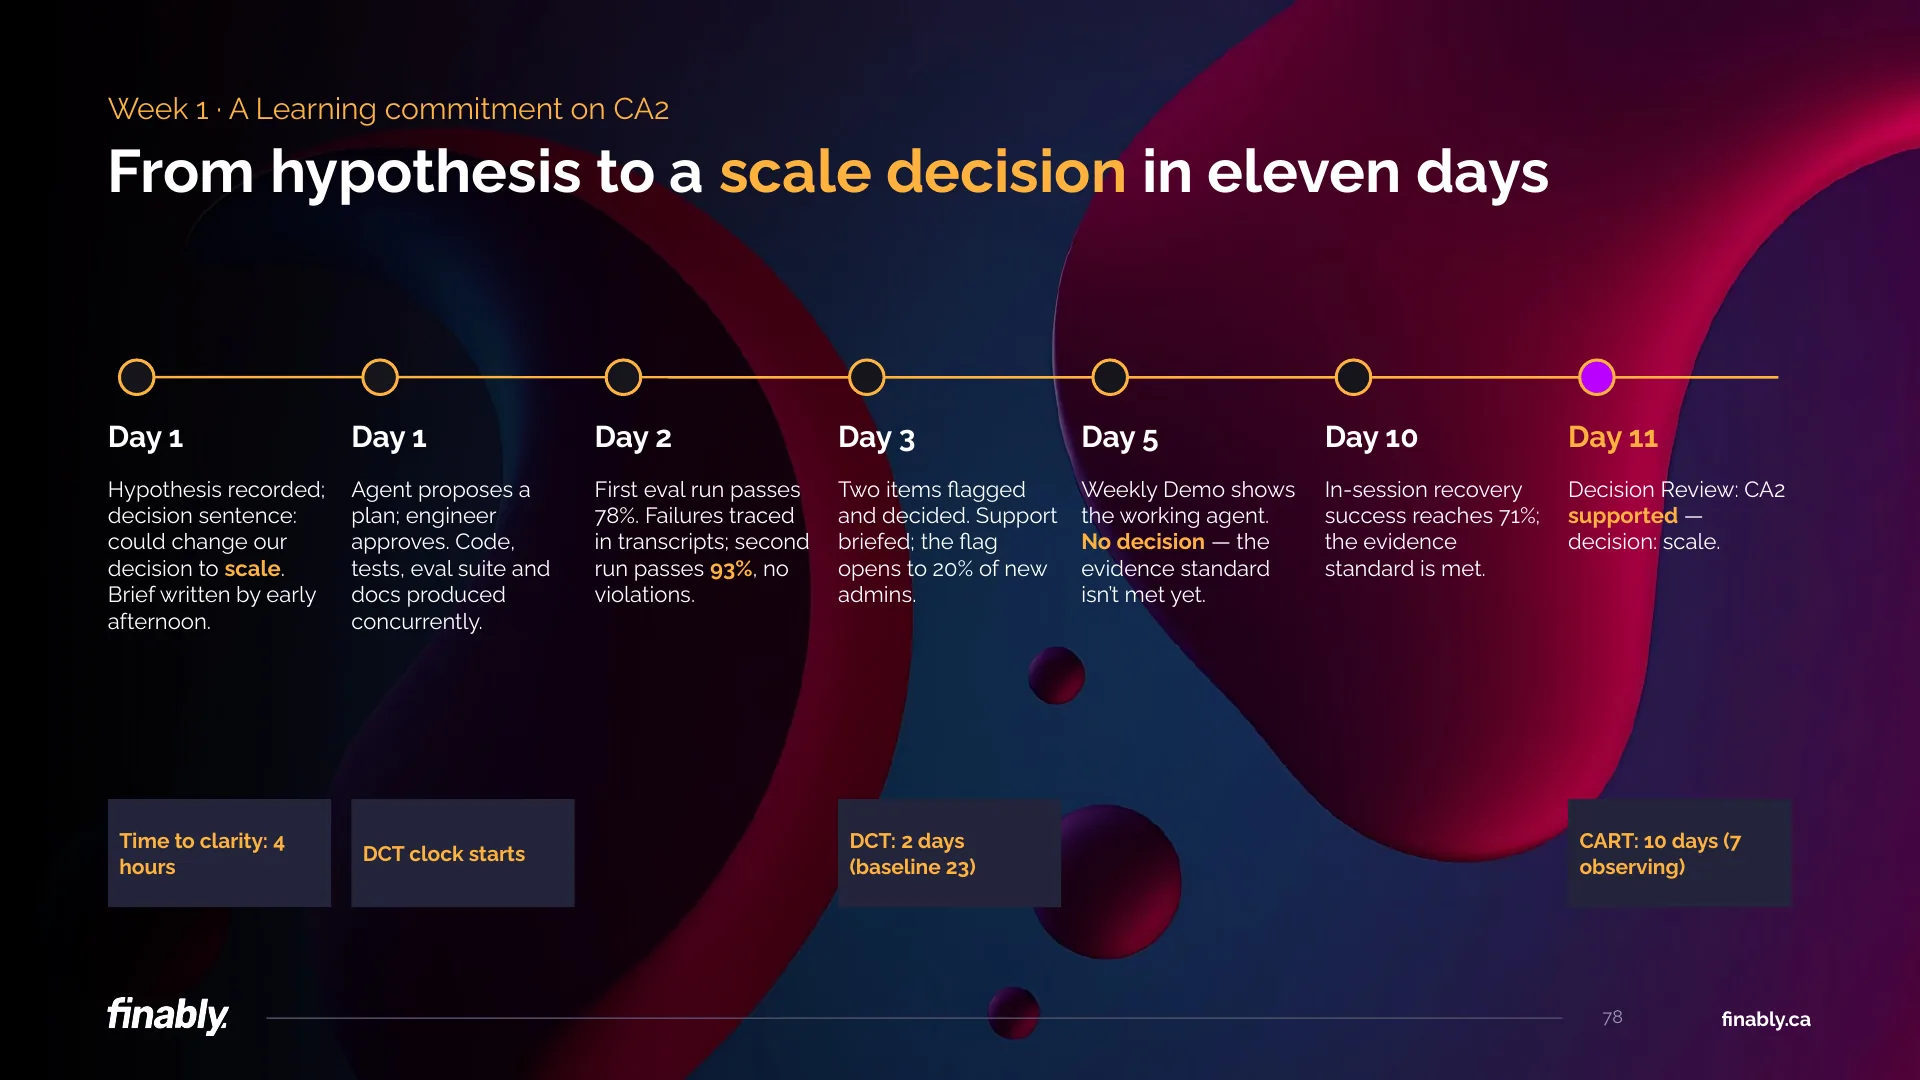 Week 1 · A Learning commitment on CA2
From hypothesis to a scale decision in eleven days
Day 1
Hypothesis recorded;
decision sentence:
could change our
decision to scale.
Brief written by early
afternoon.
Day 1
Agent proposes a
plan; engineer
approves. Code,
tests, eval suite and
docs produced
concurrently.
Day 2
First eval run passes
78%. Failures traced
in transcripts; second
run passes 93%, no
violations.
Day 3
Two items flagged
and decided. Support
briefed; the flag
opens to 20% of new
admins.
Day 5
Weekly Demo shows
the working agent.
No decision — the
evidence standard
isn't met yet.
Day 10
In-session recovery
success reaches 71%;
the evidence
standard is met.
Day 11
Decision Review: CA2
supported —
decision: scale.
Time to clarity: 4
hours
DCT clock starts
DCT: 2 days
(baseline 23)
CART: 10 days (7
observing)
finably.
78
finably.ca